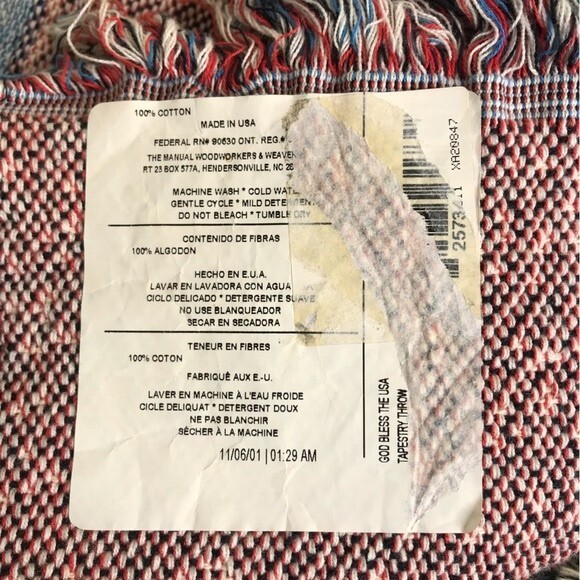 100% COTTON
MADE IN USA
FEDERAL RN# 90630 ONT. REG.#
THE MANUAL WOODWORKERS & WEAVER
RT 23 BOX 577A, HENDERSONVILLE, NC 28
MACHINE WASH * COLD WATE
GENTLE CYCLE * MILD DETERGENT
DO NOT BLEACH * TUMBLE DRY
CONTENIDO DE FIBRAS
100% ALGODON
HECHO EN E.U.A.
LAVAR EN LAVADORA CON AGUA
CICLO DELICADO * DETERGENTE SUAVE
NO USE BLANQUEADOR
SECAR EN SECADORA
TENEUR EN FIBRES
100% COTON
FABRIQUÉ AUX E.-U.
LAVER EN MACHINE À L'EAU FROIDE
CICLE DELIQUAT * DETERGENT DOUX
NE PAS BLANCHIR
SÉCHER À LA MACHINE
11/06/01 | 01:29 AM
GOD BLESS THE USA
TAPESTRY THROW
XA20847